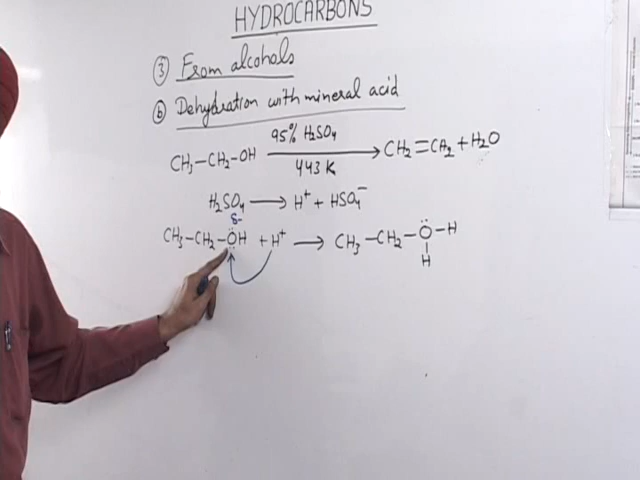 HYDROCARBONS
③ From alcohols
ⓑ Dehydration with mineral acid
95% H₂SO₄
CH₃–CH₂–OH ⟶ CH₂=CH₂ + H₂O
443 K
H₂SO₄ ⟶ H⁺ + HSO₄⁻
δ-
CH₃–CH₂–ÖH + H⁺ ⟶ CH₃–CH₂–Ö–H
H